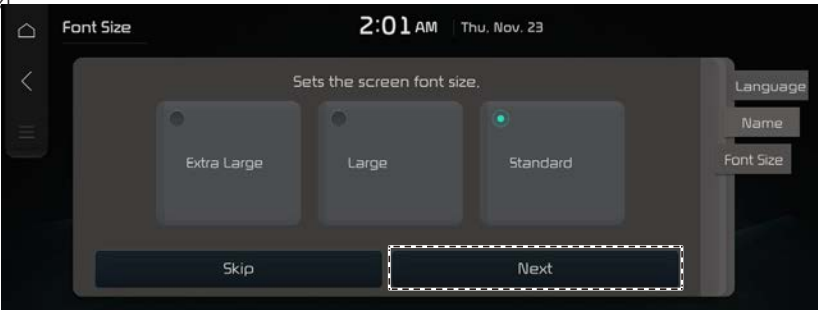 Font Size
2:01 AM Thu, Nov. 23
Sets the screen font size.
Language
Name
Font Size
Extra Large
Large
Standard
Skip
Next